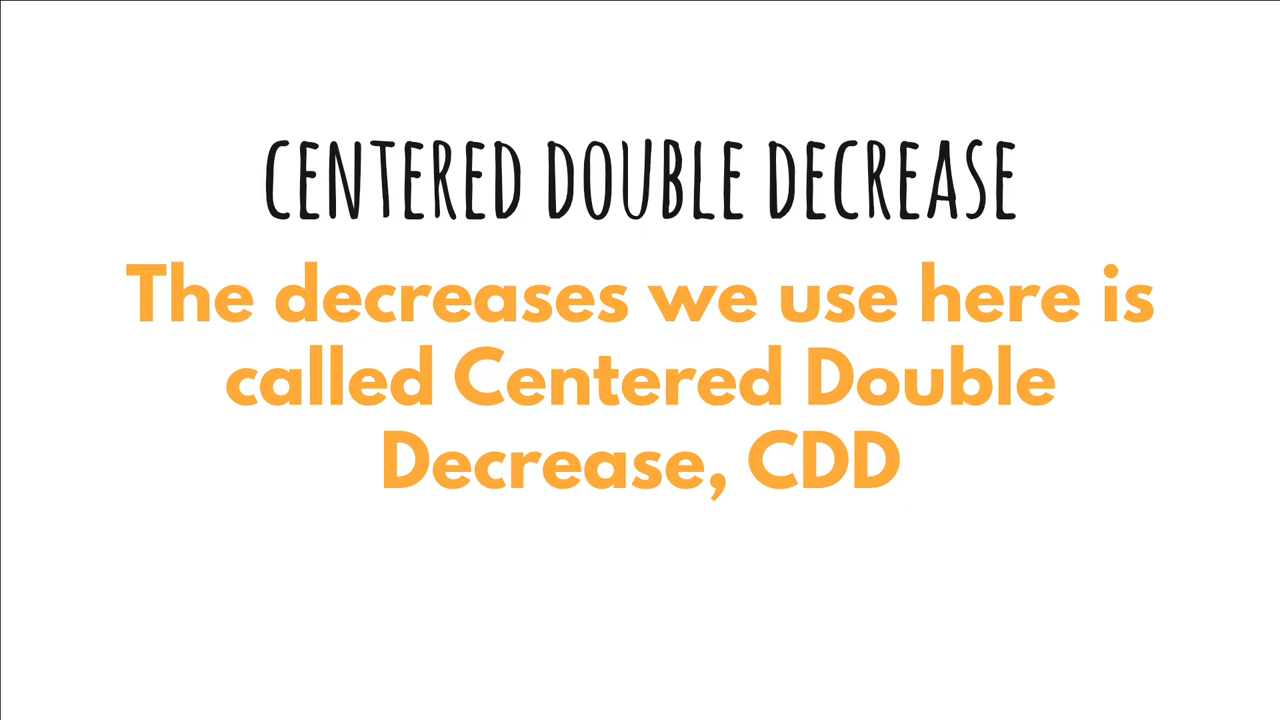 CENTERED DOUBLE DECREASE
The decreases we use here is
called Centered Double
Decrease, CDD